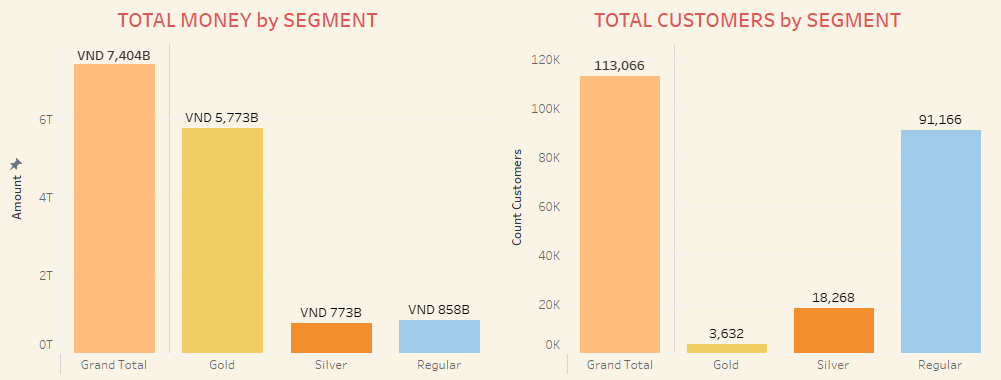 TOTAL MONEY by SEGMENT
VND 7,404B
VND 5,773B
VND 773B
VND 858B
6T
4T
2T
0T
Amount
Grand Total
Gold
Silver
Regular
TOTAL CUSTOMERS by SEGMENT
120K
100K
80K
60K
40K
20K
0K
Count Customers
113,066
3,632
18,268
91,166
Grand Total
Gold
Silver
Regular